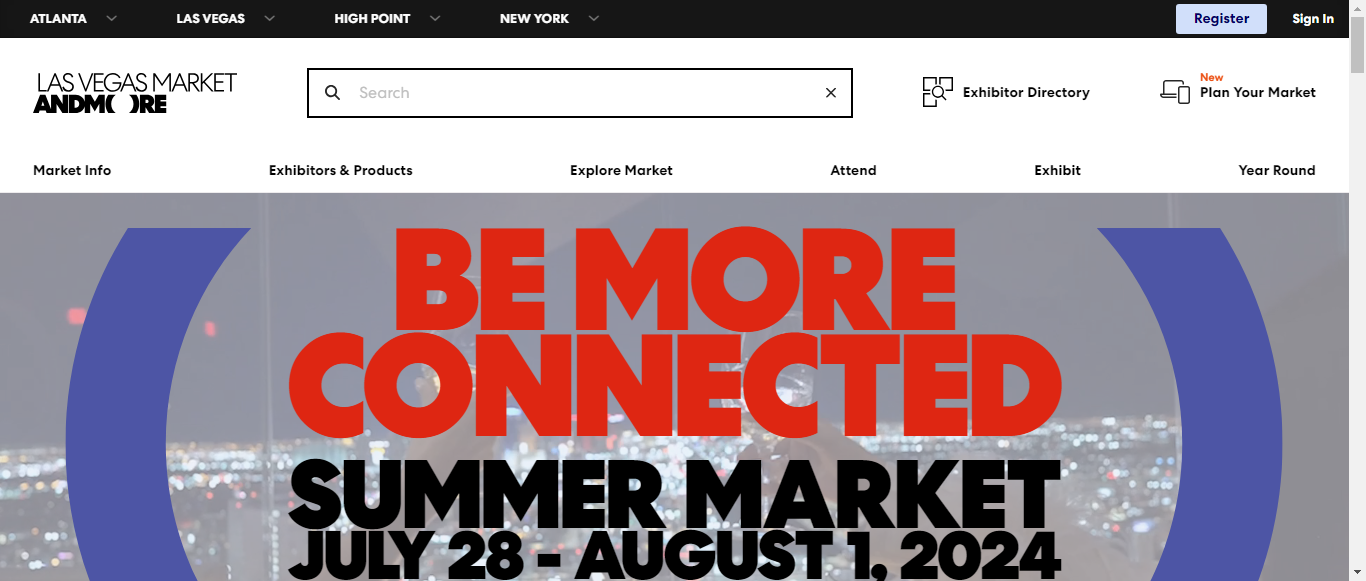 ATLANTA LAS VEGAS HIGH POINT NEW YORK Register Sign In
LAS VEGAS MARKET
ANDM( )RE
Search
Exhibitor Directory
New
Plan Your Market
Market Info Exhibitors & Products Explore Market Attend Exhibit Year Round
BE MORE
CONNECTED
SUMMER MARKET
JULY 28 - AUGUST 1, 2024